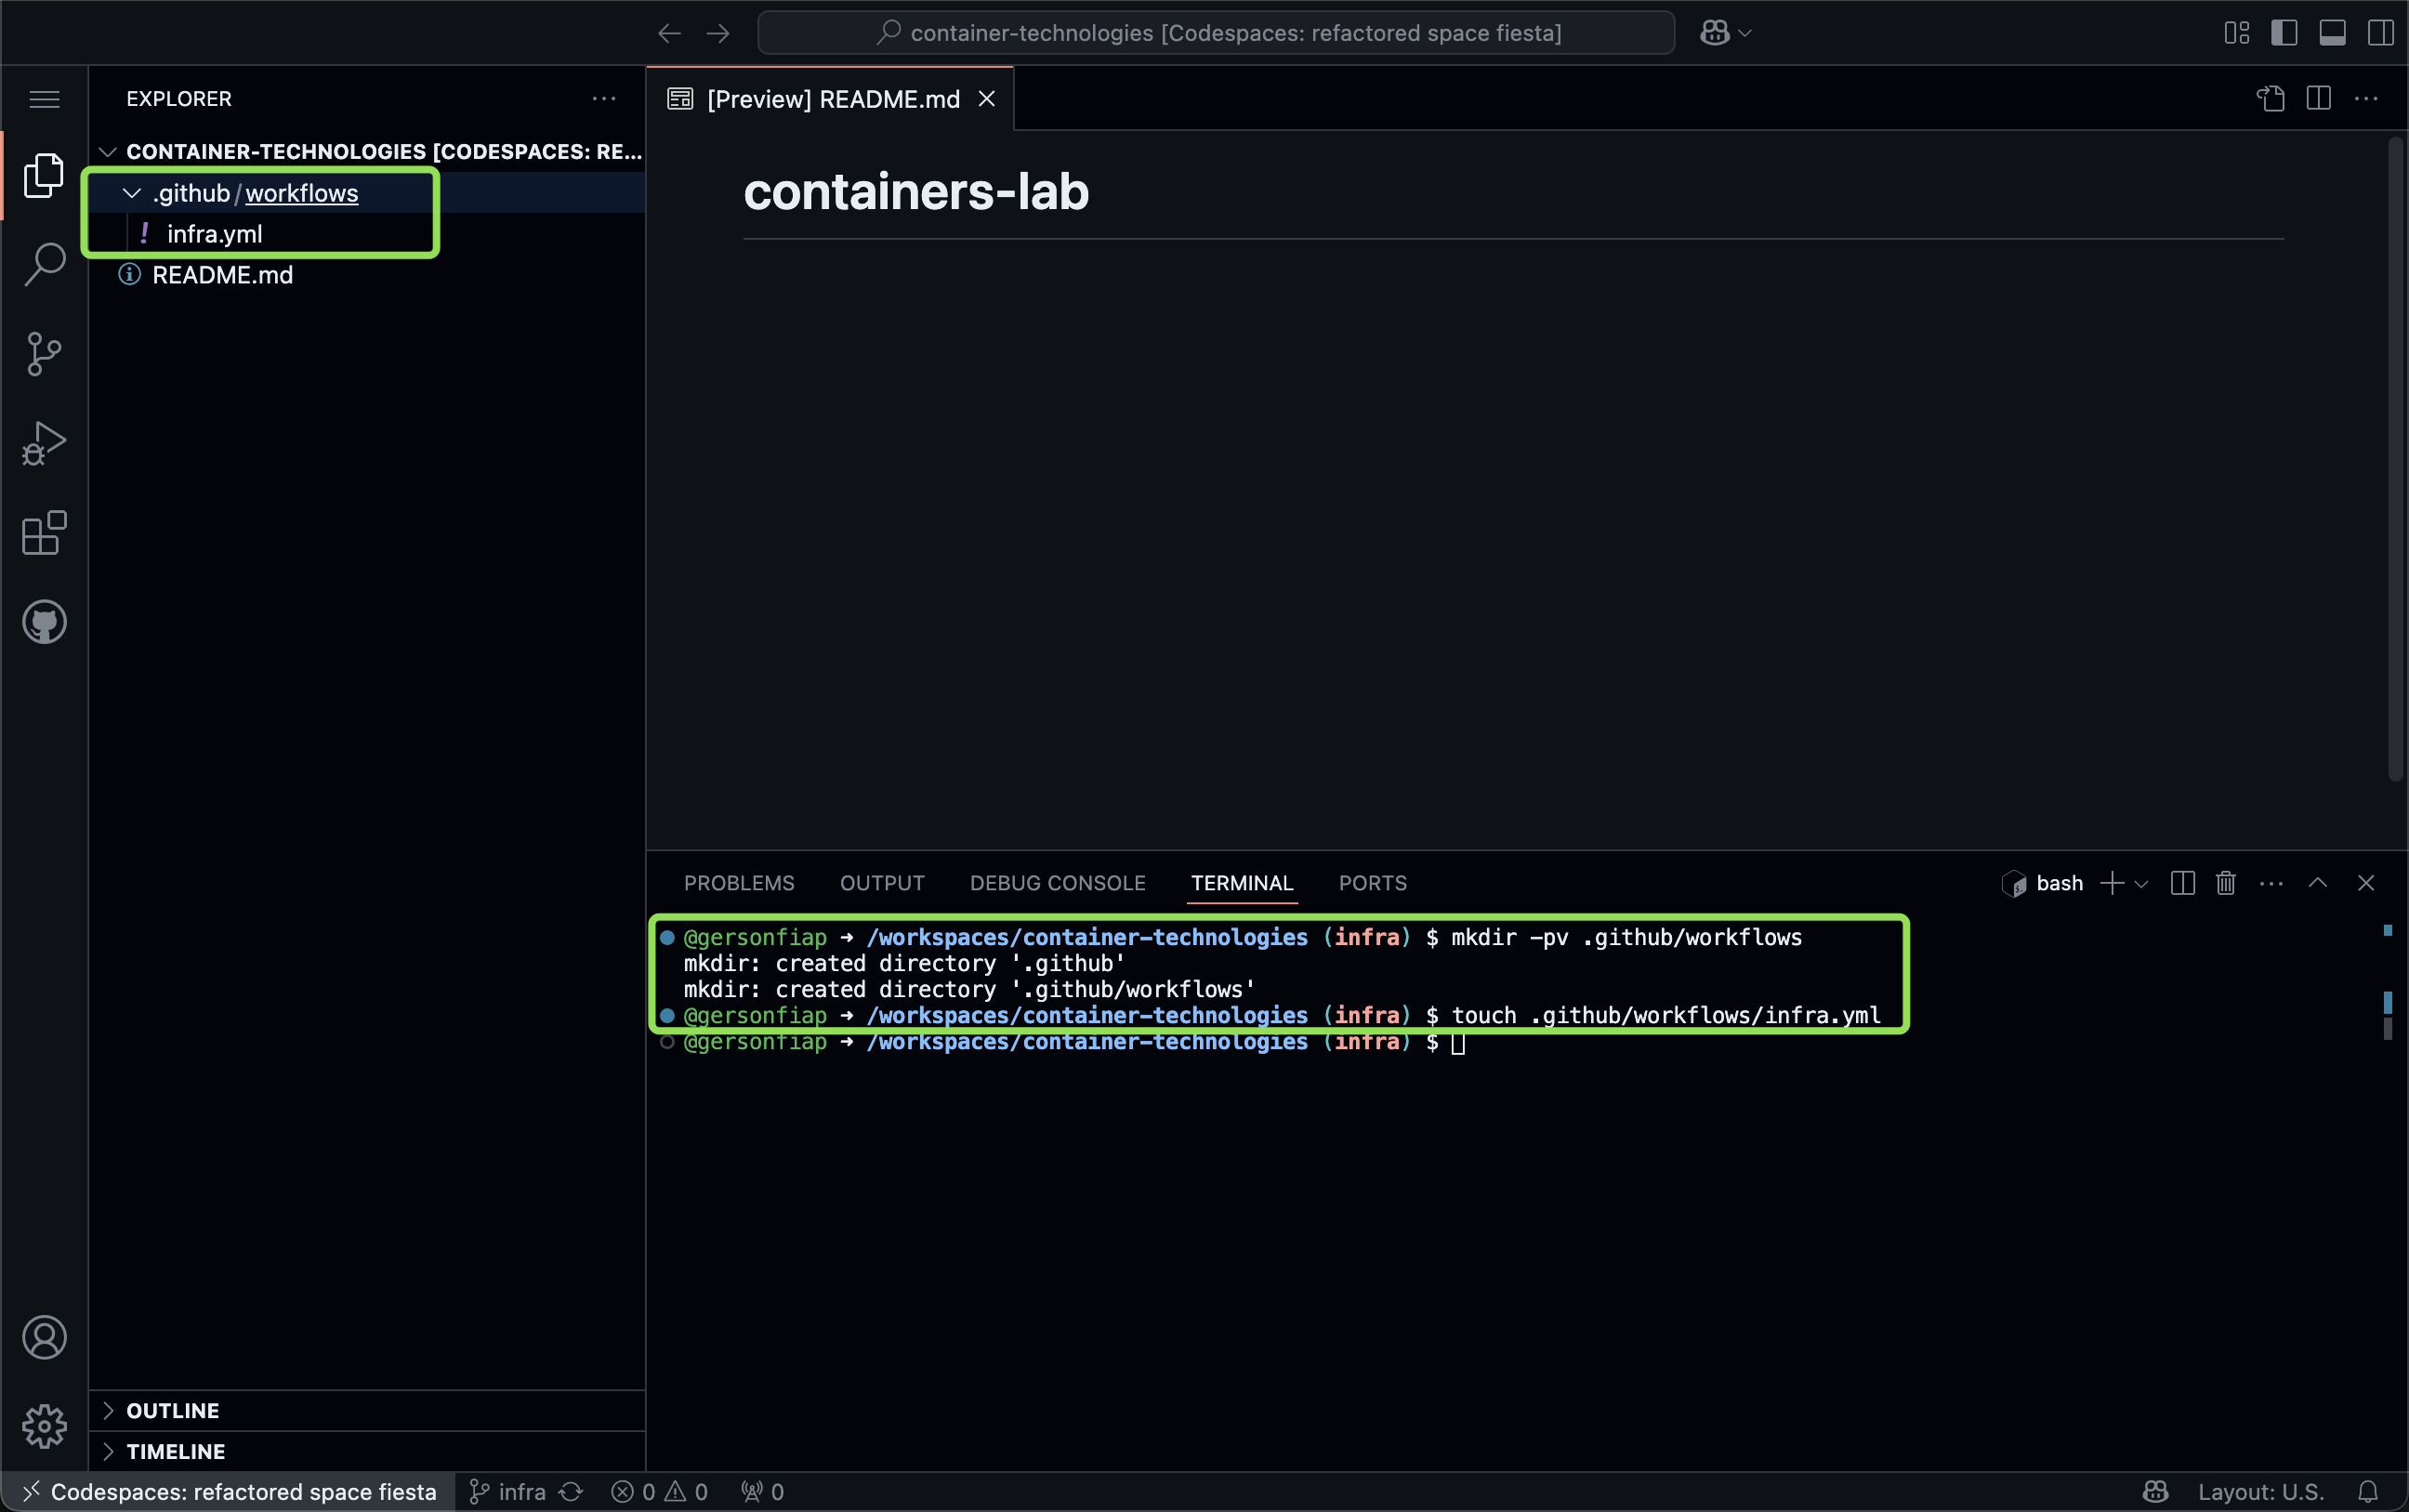 container-technologies [Codespaces: refactored space fiesta]
EXPLORER
CONTAINER-TECHNOLOGIES [CODESPACES: RE...
.github/workflows
! infra.yml
README.md
OUTLINE
TIMELINE
[Preview] README.md
containers-lab
PROBLEMS OUTPUT DEBUG CONSOLE TERMINAL PORTS
bash
@gersonfiap ➜ /workspaces/container-technologies (infra) $ mkdir -pv .github/workflows
mkdir: created directory '.github'
mkdir: created directory '.github/workflows'
@gersonfiap ➜ /workspaces/container-technologies (infra) $ touch .github/workflows/infra.yml
@gersonfiap ➜ /workspaces/container-technologies (infra) $
Codespaces: refactored space fiesta infra 0 0 0 Layout: U.S.